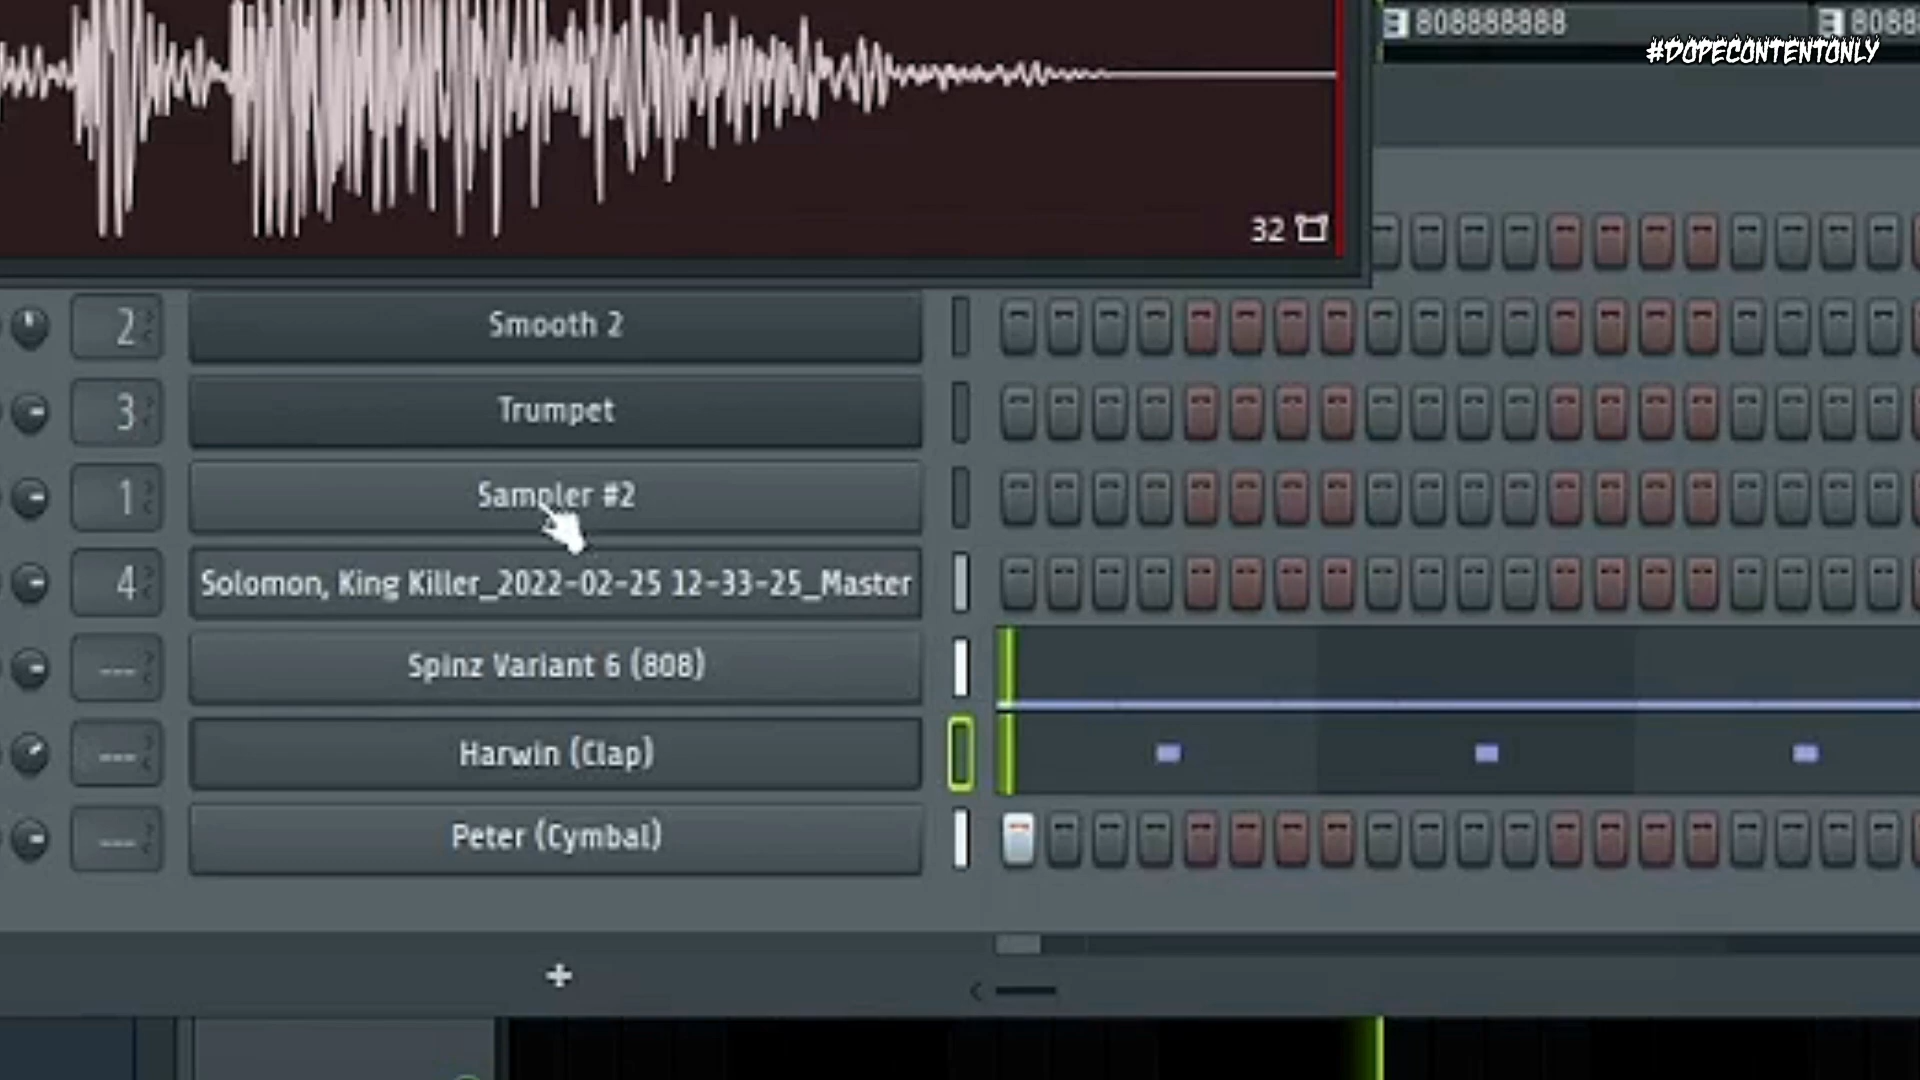 808888888
808
#DOPECONTENTONLY
32
2 Smooth 2
3 Trumpet
1 Sampler #2
4 Solomon, King Killer_2022-02-25 12-33-25_Master
--- Spinz Variant 6 (808)
--- Harwin (Clap)
--- Peter (Cymbal)
+